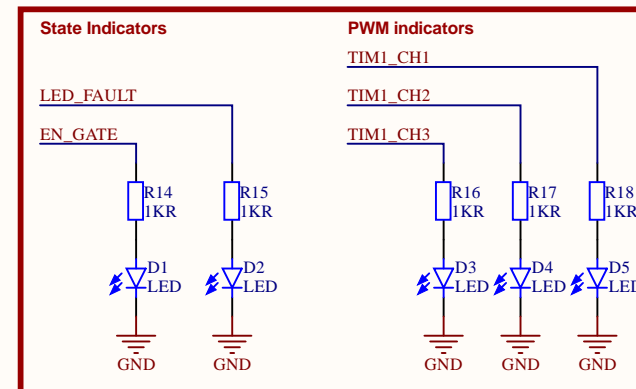 State Indicators
PWM indicators
TIM1_CH1
LED_FAULT
TIM1_CH2
EN_GATE
TIM1_CH3
R14
1KR
R15
1KR
R16
1KR
R17
1KR
R18
1KR
D1
LED
D2
LED
D3
LED
D4
LED
D5
LED
GND
GND
GND
GND
GND